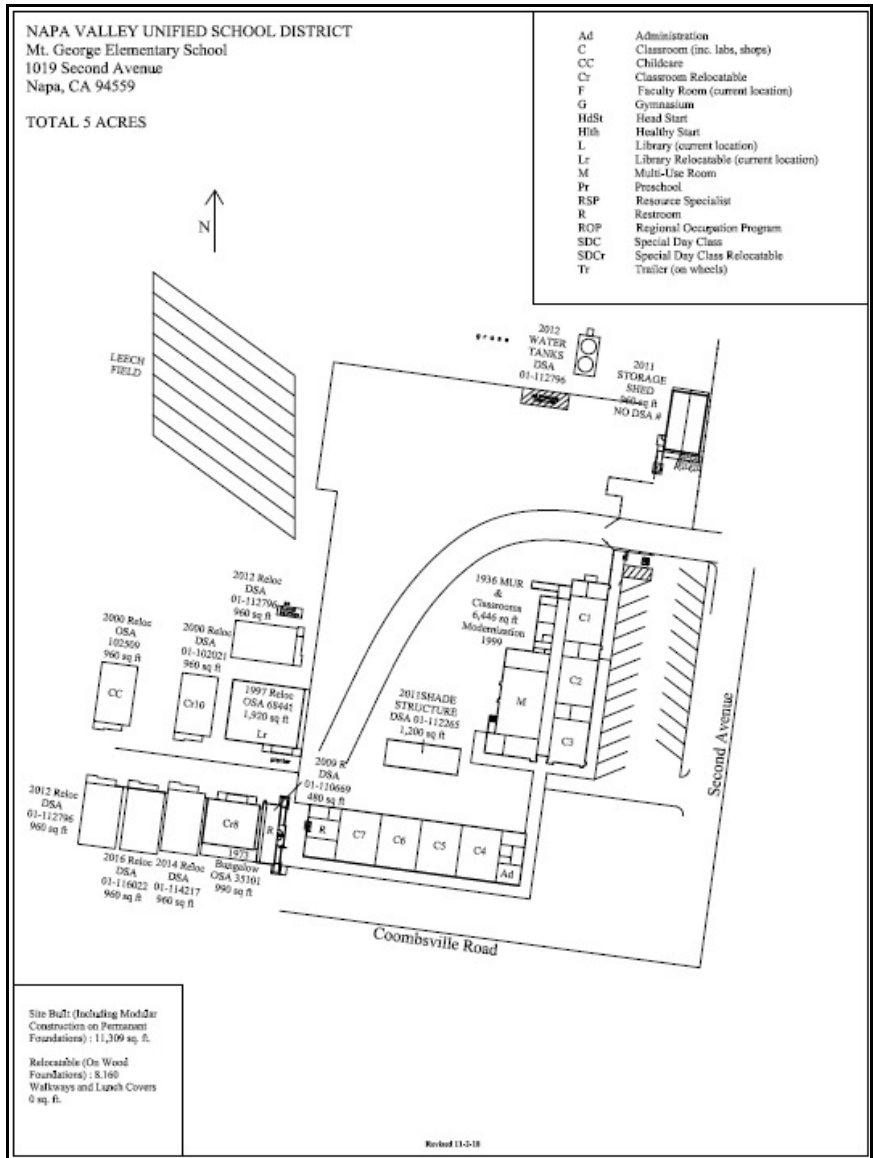 NAPA VALLEY UNIFIED SCHOOL DISTRICT
Mt. George Elementary School
1019 Second Avenue
Napa, CA 94559
TOTAL 5 ACRES
Ad Administration
C Classroom (inc. labs, shops)
CC Childcare
Cr Classroom Relocatable
F Faculty Room (current location)
G Gymnasium
HdSt Head Start
Hlth Healthy Start
L Library (current location)
Lr Library Relocatable (current location)
M Multi-Use Room
Pr Preschool
RSP Resource Specialist
R Restroom
ROP Regional Occupation Program
SDC Special Day Class
SDCr Special Day Class Relocatable
Tr Trailer (on wheels)
N
LEECH
FIELD
grass
2012
WATER
TANKS
DSA
01-112796
2011
STORAGE
SHED
960 sq ft
NO DSA #
2012 Reloc
DSA
01-112796
960 sq ft
2000 Reloc
OSA
102509
960 sq ft
CC
2000 Reloc
DSA
01-102021
960 sq ft
Cr10
1997 Reloc
OSA 68441
1,920 sq ft
Lr
planter
1936 MUR
&
Classrooms
6,446 sq ft
Modernization
1999
C1
C2
C3
M
2011SHADE
STRUCTURE
DSA 01-112265
1,200 sq ft
2009 R
DSA
01-110669
480 sq ft
2012 Reloc
DSA
01-112796
960 sq ft
2016 Reloc
DSA
01-116022
960 sq ft
2014 Reloc
DSA
01-114217
960 sq ft
Cr8
1973
Bungalow
OSA 35101
990 sq ft
R
R
C7
C6
C5
C4
Ad
Second Avenue
Coombsville Road
Site Built (Including Modular
Construction on Permanant
Foundations) : 11,309 sq. ft.
Relocatable (On Wood
Foundations) : 8.160
Walkways and Lunch Covers
0 sq. ft.
Revised 11-2-18